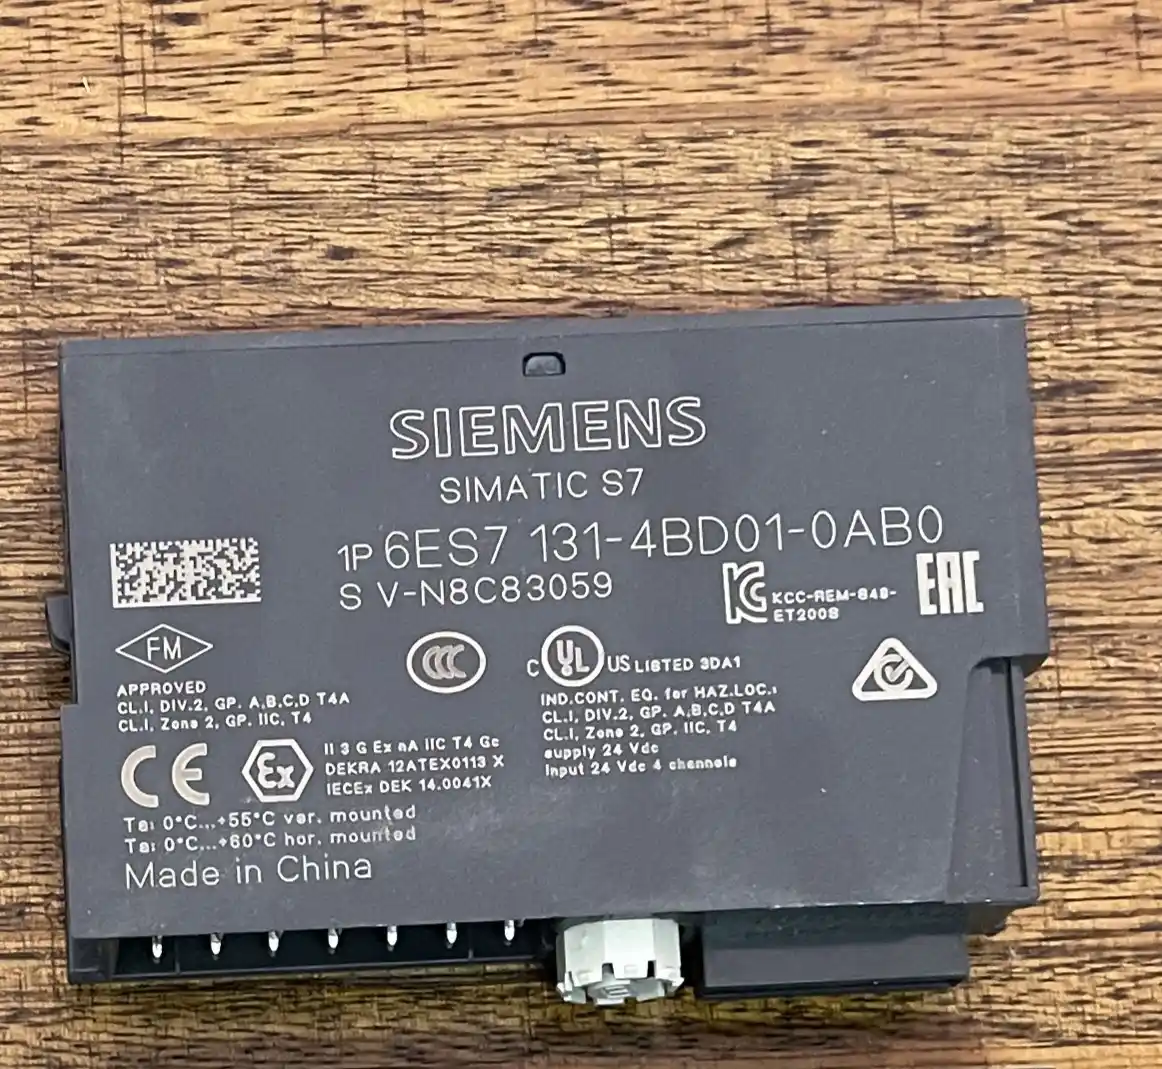 SIEMENS
SIMATIC S7
1P 6ES7 131-4BD01-0AB0
S V-N8C83059
KCC-REM-S49-
ET200S
EAC
FM
APPROVED
CL.I, DIV.2, GP. A,B,C,D T4A
CL.I, Zone 2, GP. IIC, T4
CCC
C UL US LISTED 3DA1
IND.CONT. EQ. for HAZ.LOC.:
CL.I, DIV.2, GP. A,B,C,D T4A
CL.I, Zone 2, GP. IIC, T4
supply 24 Vdc
Input 24 Vdc 4 channels
CE
Ex
II 3 G Ex nA IIC T4 Gc
DEKRA 12ATEX0113 X
IECEx DEK 14.0041X
Ta: 0°C...+55°C ver. mounted
Ta: 0°C...+60°C hor. mounted
Made in China